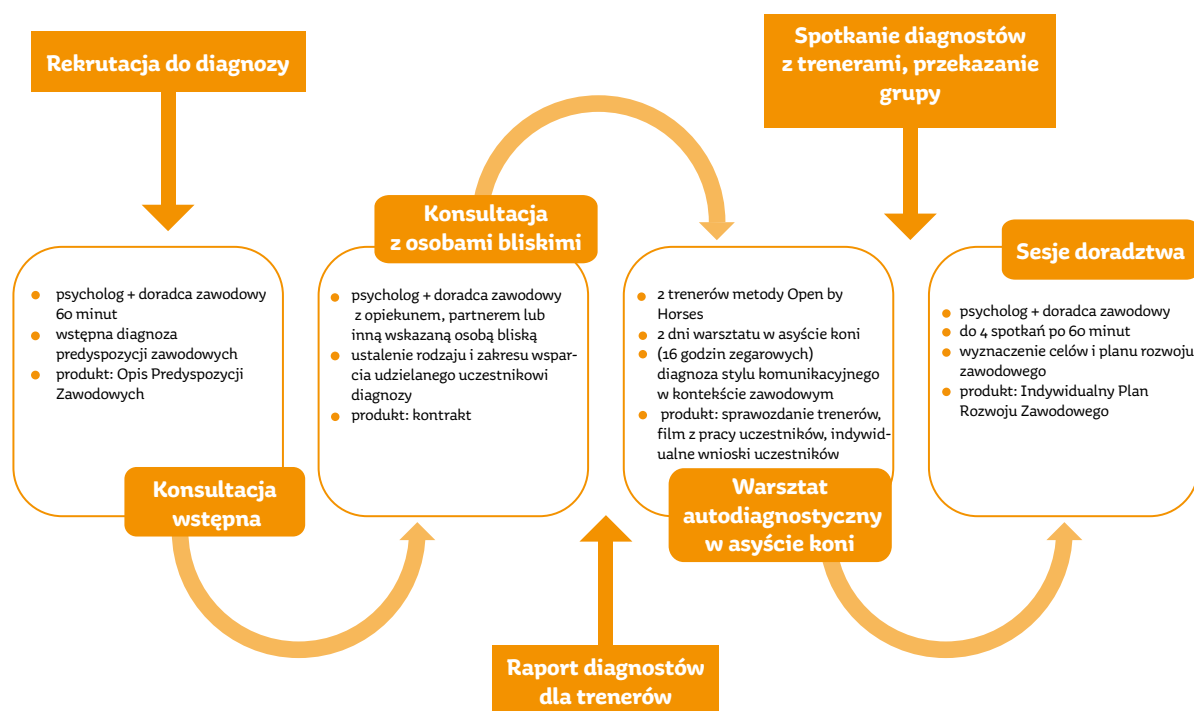 Rekrutacja do diagnozy
Spotkanie diagnostów
z trenerami, przekazanie
grupy
psycholog + doradca zawodowy
60 minut
wstępna diagnoza
predyspozycji zawodowych
produkt: Opis Predyspozycji
Zawodowych
Konsultacja
wstępna
Konsultacja
z osobami bliskimi
psycholog + doradca zawodowy
z opiekunem, partnerem lub
inną wskazaną osobą bliską
ustalenie rodzaju i zakresu wspar-
cia udzielanego uczestnikowi
diagnozy
produkt: kontrakt
Raport diagnostów
dla trenerów
2 trenerów metody Open by
Horses
2 dni warsztatu w asyście koni
(16 godzin zegarowych)
diagnoza stylu komunikacyjnego
w kontekście zawodowym
produkt: sprawozdanie trenerów,
film z pracy uczestników, indywid-
ualne wnioski uczestników
Warsztat
autodiagnostyczny
w asyście koni
Sesje doradztwa
psycholog + doradca zawodowy
do 4 spotkań po 60 minut
wyznaczenie celów i planu rozwoju
zawodowego
produkt: Indywidualny Plan
Rozwoju Zawodowego